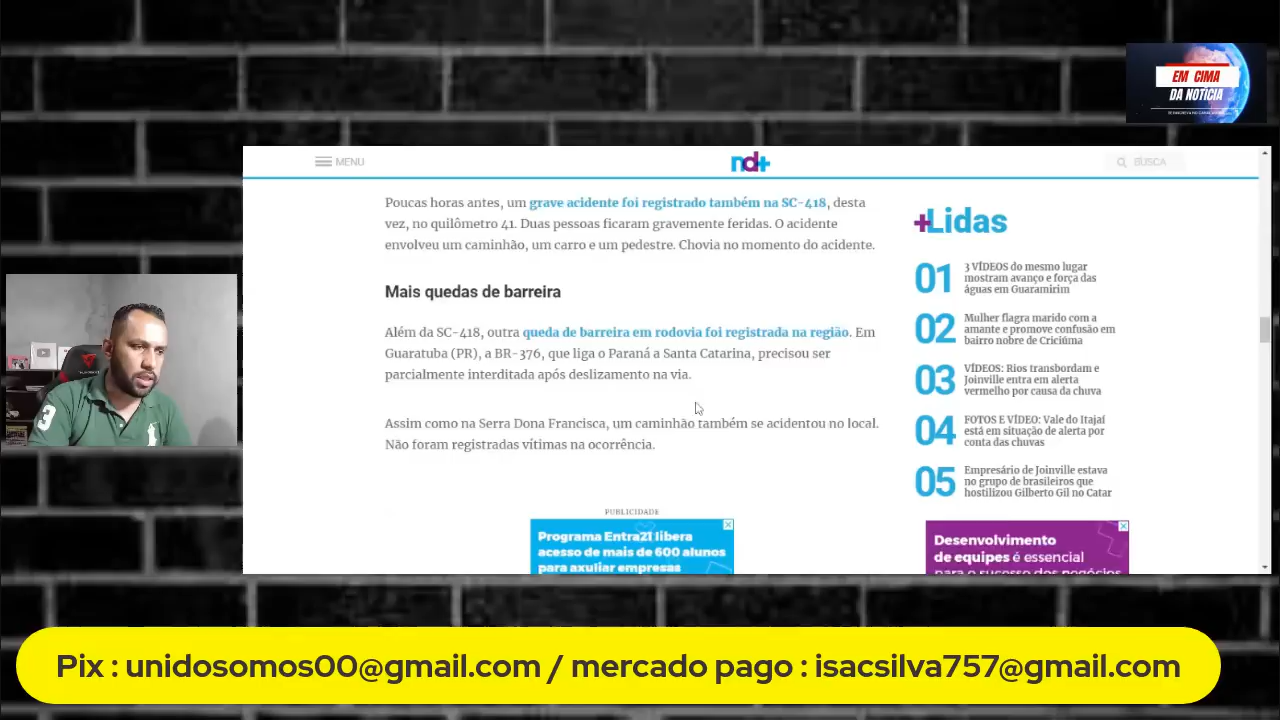 EM CIMA
DA NOTÍCIA
MENU
nd+
BUSCA
Poucas horas antes, um grave acidente foi registrado também na SC-418, desta
vez, no quilômetro 41. Duas pessoas ficaram gravemente feridas. O acidente
envolveu um caminhão, um carro e um pedestre. Chovia no momento do acidente.
Mais quedas de barreira
Além da SC-418, outra queda de barreira em rodovia foi registrada na região. Em
Guaratuba (PR), a BR-376, que liga o Paraná a Santa Catarina, precisou ser
parcialmente interditada após deslizamento na via.
Assim como na Serra Dona Francisca, um caminhão também se acidentou no local.
Não foram registradas vítimas na ocorrência.
PUBLICIDADE
Programa Entra21 libera
acesso de mais de 600 alunos
para axuliar empresas
+Lidas
01
3 VÍDEOS do mesmo lugar
mostram avanço e força das
águas em Guaramirim
02
Mulher flagra marido com a
amante e promove confusão em
bairro nobre de Criciúma
03
VÍDEOS: Rios transbordam e
Joinville entra em alerta
vermelho por causa da chuva
04
FOTOS E VÍDEO: Vale do Itajaí
está em situação de alerta por
conta das chuvas
05
Empresário de Joinville estava
no grupo de brasileiros que
hostilizou Gilberto Gil no Catar
Desenvolvimento
de equipes é essencial
para o sucesso dos negócios
3
Pix : unidosomos00@gmail.com / mercado pago : isacsilva757@gmail.com